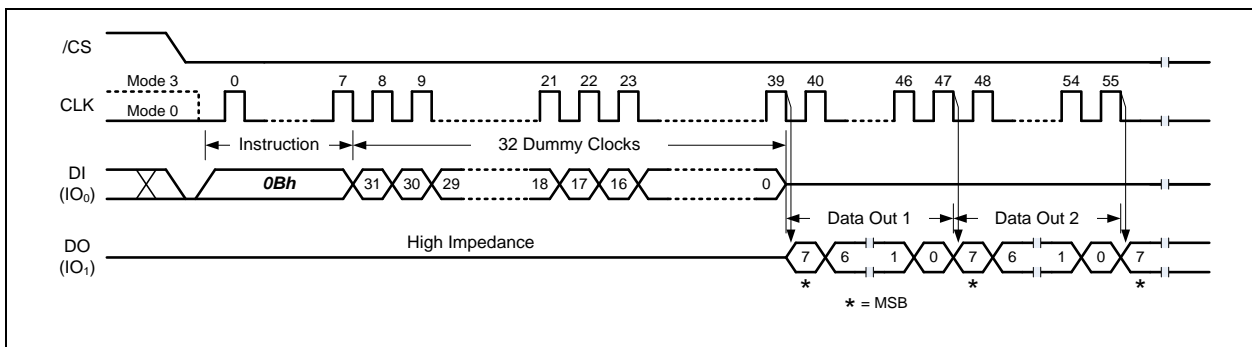 /CS
Mode 3 0 7 8 9 21 22 23 39 40 46 47 48 54 55
CLK
Mode 0
Instruction 32 Dummy Clocks
DI
(IO₀)
0Bh 31 30 29 18 17 16 0
Data Out 1 Data Out 2
DO
(IO₁)
High Impedance
7 6 1 0 7 6 1 0 7
* * *
* = MSB